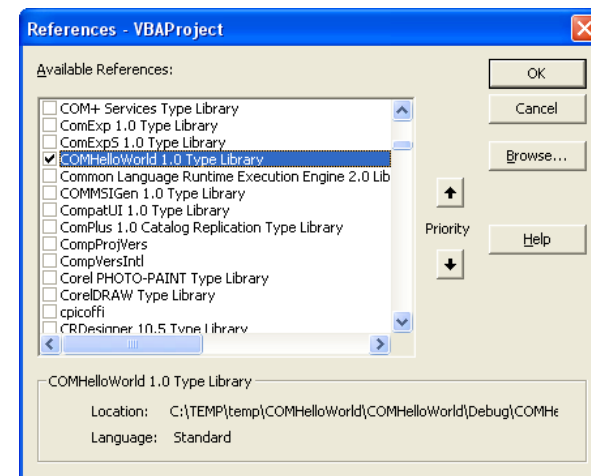 References - VBAProject
Available References:
COM+ Services Type Library
ComExp 1.0 Type Library
ComExpS 1.0 Type Library
COMHelloWorld 1.0 Type Library
Common Language Runtime Execution Engine 2.0 Lib
COMMSIGen 1.0 Type Library
CompatUI 1.0 Type Library
ComPlus 1.0 Catalog Replication Type Library
CompProjVers
CompVersIntl
Corel PHOTO-PAINT Type Library
CorelDRAW Type Library
cpicoffi
CRDesigner 10.5 Type Library
Priority
OK
Cancel
Browse...
Help
COMHelloWorld 1.0 Type Library
Location: C:\TEMP\temp\COMHelloWorld\COMHelloWorld\Debug\COMHe
Language: Standard